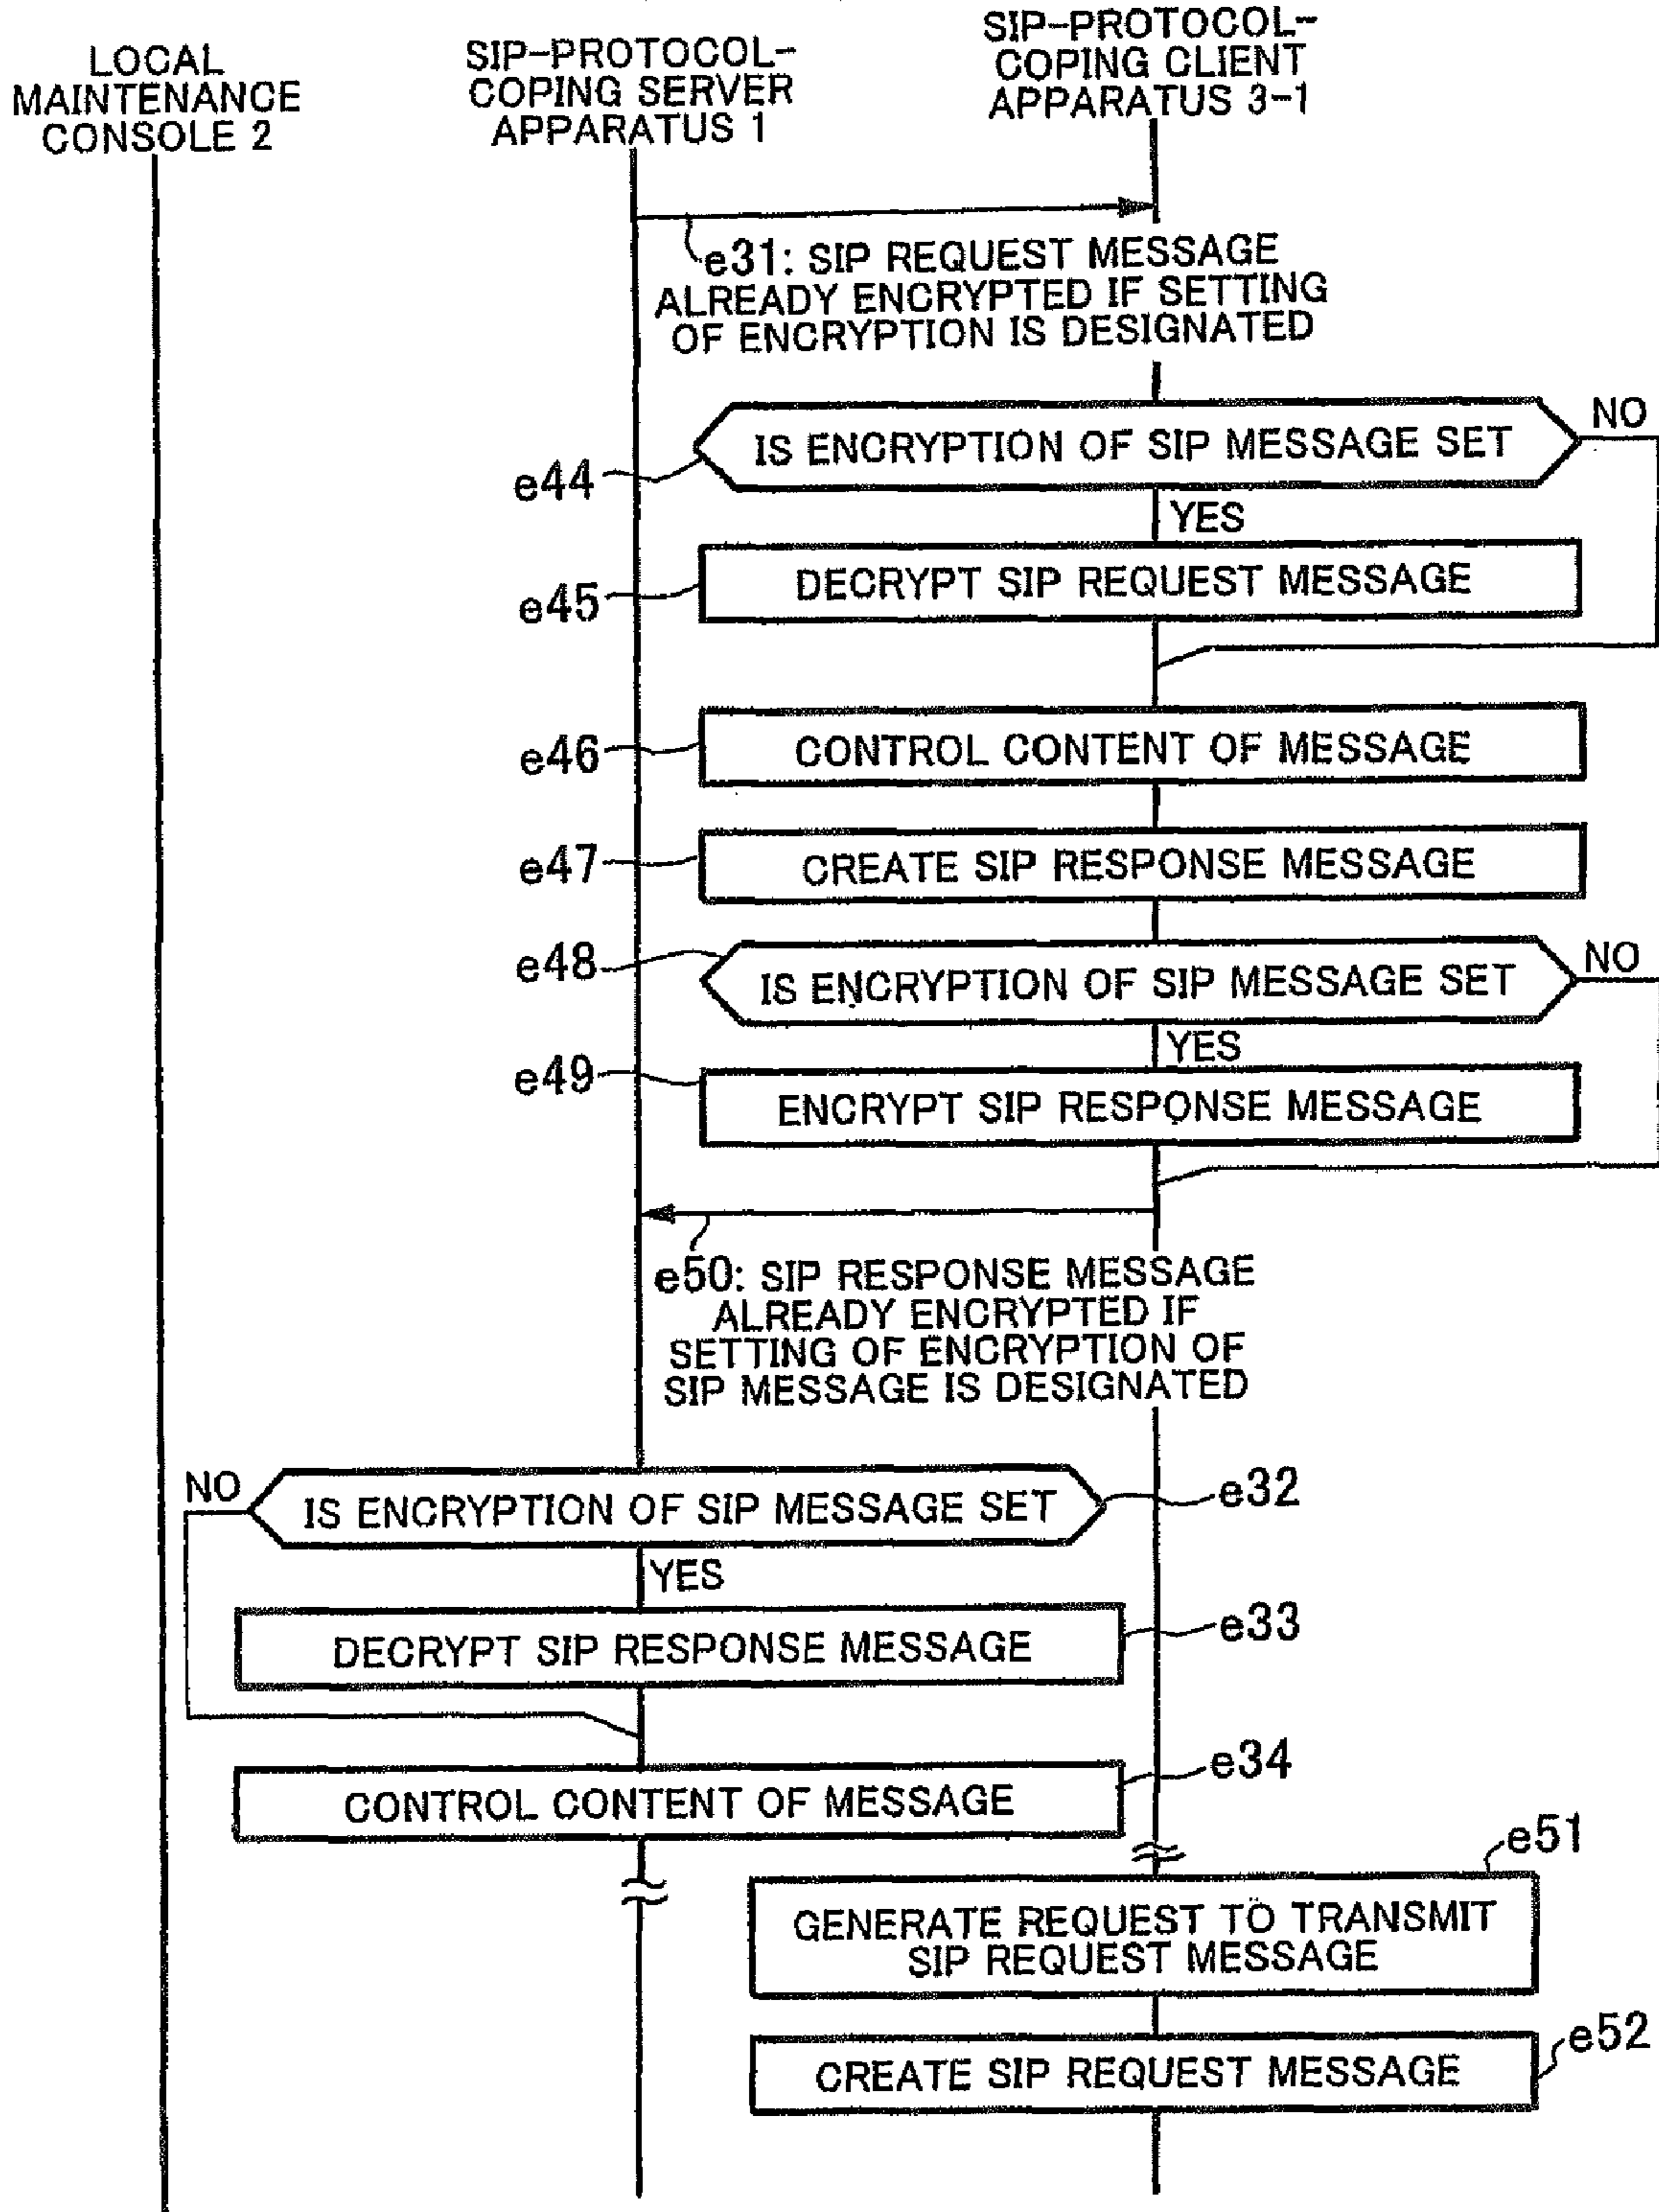 LOCAL
MAINTENANCE
CONSOLE 2
SIP-PROTOCOL-
COPING SERVER
APPARATUS 1
SIP-PROTOCOL-
COPING CLIENT
APPARATUS 3-1
e31: SIP REQUEST MESSAGE
ALREADY ENCRYPTED IF SETTING
OF ENCRYPTION IS DESIGNATED
IS ENCRYPTION OF SIP MESSAGE SET
NO
e44
YES
DECRYPT SIP REQUEST MESSAGE
e45
CONTROL CONTENT OF MESSAGE
e46
CREATE SIP RESPONSE MESSAGE
e47
e48
IS ENCRYPTION OF SIP MESSAGE SET
NO
YES
e49
ENCRYPT SIP RESPONSE MESSAGE
e50: SIP RESPONSE MESSAGE
ALREADY ENCRYPTED IF
SETTING OF ENCRYPTION OF
SIP MESSAGE IS DESIGNATED
NO
IS ENCRYPTION OF SIP MESSAGE SET
e32
YES
DECRYPT SIP RESPONSE MESSAGE
e33
e34
CONTROL CONTENT OF MESSAGE
e51
GENERATE REQUEST TO TRANSMIT
SIP REQUEST MESSAGE
e52
CREATE SIP REQUEST MESSAGE